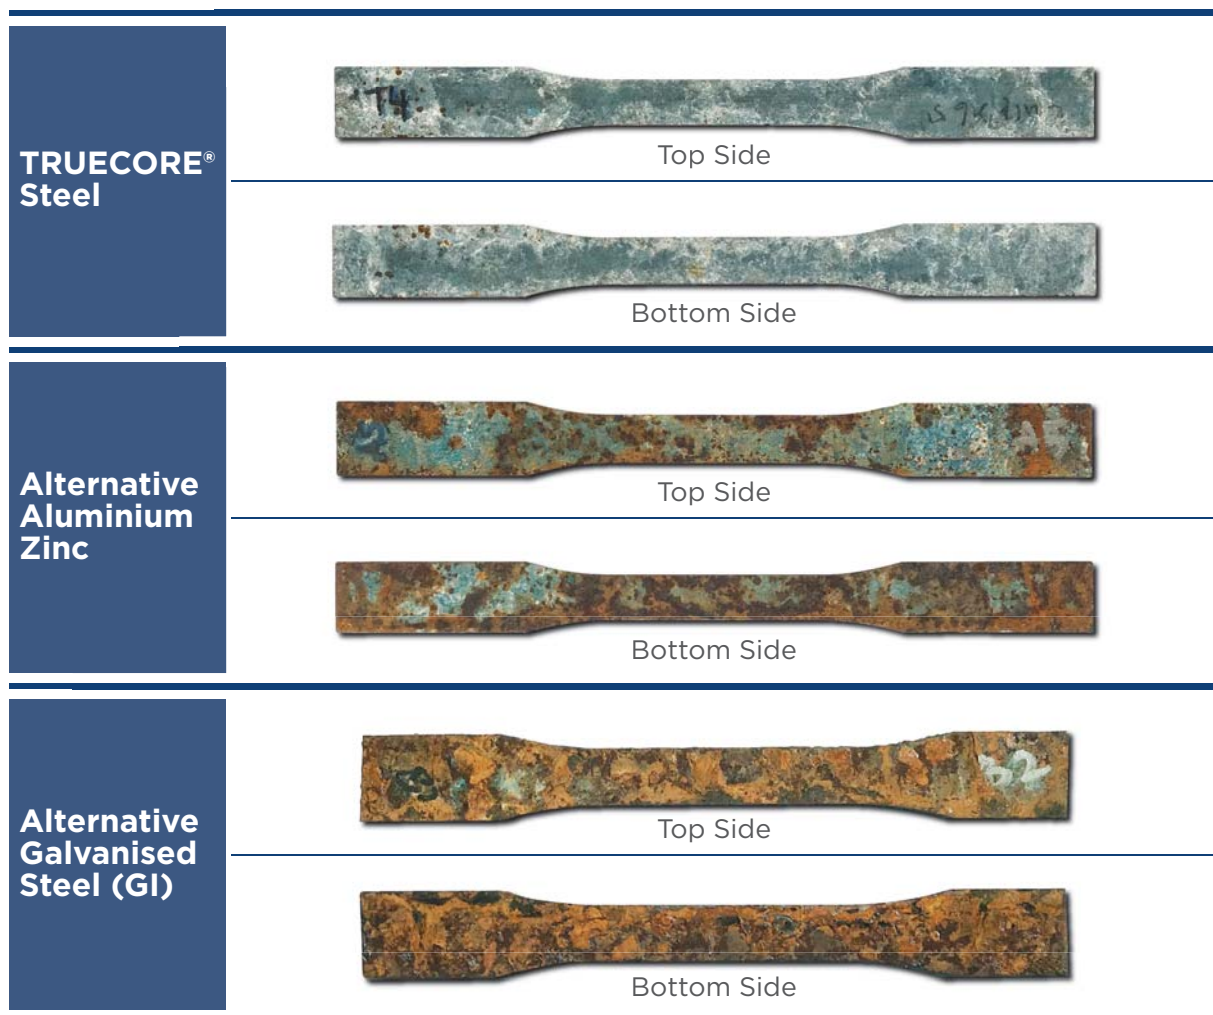 TRUECORE®
Steel
T4
Top Side
Bottom Side
Alternative
Aluminium
Zinc
Top Side
Bottom Side
Alternative
Galvanised
Steel (GI)
Top Side
Bottom Side